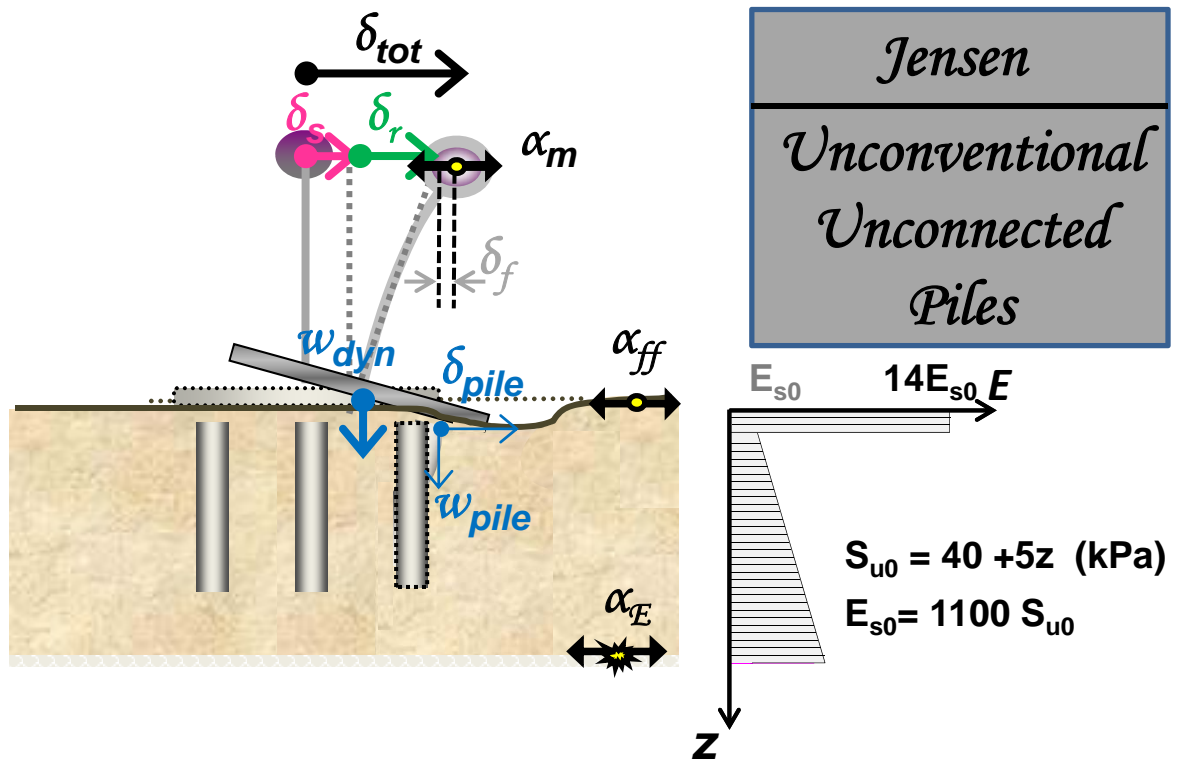 δtot
δs
δr
αm
δf
wdyn
δpile
αff
wpile
αE
Jensen
Unconventional
Unconnected
Piles
Es0
14Es0 E
Su0 = 40 +5z (kPa)
Es0= 1100 Su0
z